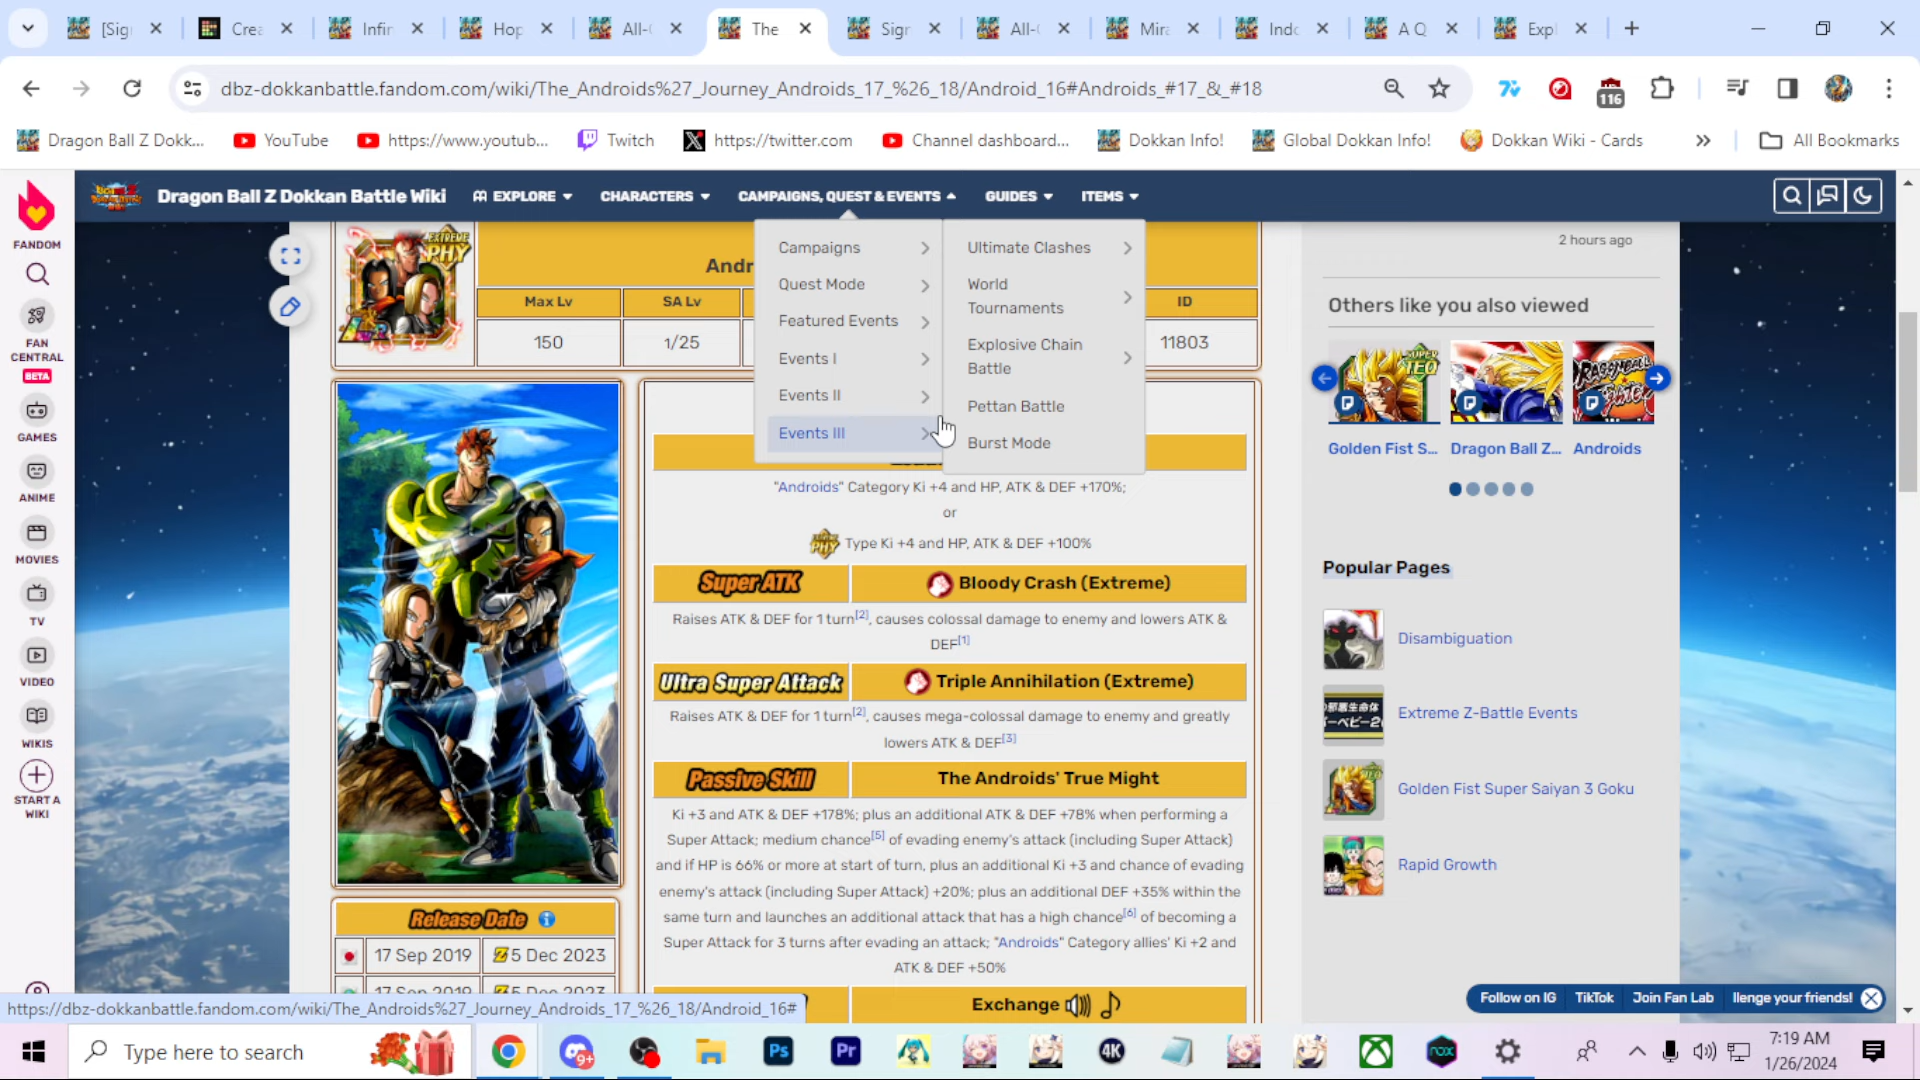 [Sig
Crea
Infir
Hop
All-(
The
Sigr
All-(
Mira
Indo
A Q
Expl
dbz-dokkanbattle.fandom.com/wiki/The_Androids%27_Journey_Androids_17_%26_18/Android_16#Androids_#17_&_#18
116
Dragon Ball Z Dokk...
YouTube
https://www.youtub...
Twitch
https://twitter.com
Channel dashboard...
Dokkan Info!
Global Dokkan Info!
Dokkan Wiki - Cards
All Bookmarks
Dragon Ball Z Dokkan Battle Wiki
EXPLORE
CHARACTERS
CAMPAIGNS, QUEST & EVENTS
GUIDES
ITEMS
FANDOM
FAN CENTRAL
BETA
GAMES
ANIME
MOVIES
TV
VIDEO
WIKIS
START A WIKI
Campaigns
Quest Mode
Featured Events
Events I
Events II
Events III
Ultimate Clashes
World Tournaments
Explosive Chain Battle
Pettan Battle
Burst Mode
EXTREME
PHY
Andr
Max Lv
SA Lv
ID
150
1/25
11803
"Androids" Category Ki +4 and HP, ATK & DEF +170%;
or
PHY Type Ki +4 and HP, ATK & DEF +100%
Super ATK
Bloody Crash (Extreme)
Raises ATK & DEF for 1 turn[2], causes colossal damage to enemy and lowers ATK &
DEF[1]
Ultra Super Attack
Triple Annihilation (Extreme)
Raises ATK & DEF for 1 turn[2], causes mega-colossal damage to enemy and greatly
lowers ATK & DEF[3]
Passive Skill
The Androids' True Might
Ki +3 and ATK & DEF +178%; plus an additional ATK & DEF +78% when performing a
Super Attack; medium chance[5] of evading enemy's attack (including Super Attack)
and if HP is 66% or more at start of turn, plus an additional Ki +3 and chance of evading
enemy's attack (including Super Attack) +20%; plus an additional DEF +35% within the
same turn and launches an additional attack that has a high chance[6] of becoming a
Super Attack for 3 turns after evading an attack; "Androids" Category allies' Ki +2 and
ATK & DEF +50%
Exchange
Release Date
17 Sep 2019
5 Dec 2023
17 Sep 2019
5 Dec 2023
2 hours ago
Others like you also viewed
Golden Fist S...
Dragon Ball Z...
Androids
Popular Pages
Disambiguation
Extreme Z-Battle Events
Golden Fist Super Saiyan 3 Goku
Rapid Growth
Follow on IG
TikTok
Join Fan Lab
llenge your friends!
https://dbz-dokkanbattle.fandom.com/wiki/The_Androids%27_Journey_Androids_17_%26_18/Android_16#
Type here to search
9+
Ps
Pr
4K
nox
7:19 AM
1/26/2024